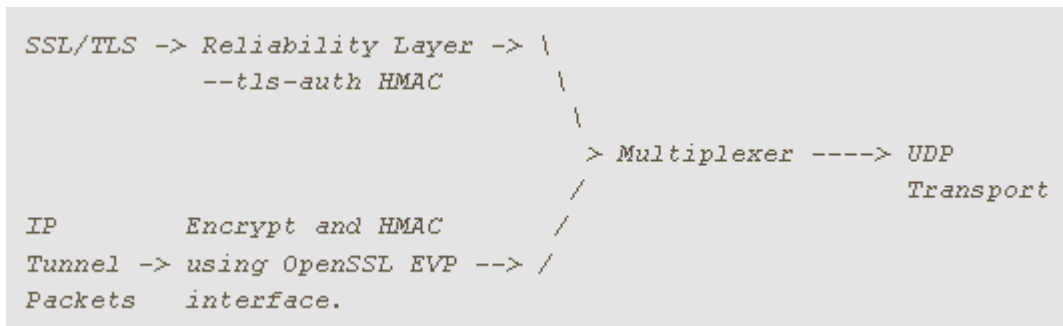 SSL/TLS -> Reliability Layer -> \
           --tls-auth HMAC       \
                                  \
                                   > Multiplexer ----> UDP
                                  /                    Transport
IP         Encrypt and HMAC      /
Tunnel -> using OpenSSL EVP --> /
Packets   interface.